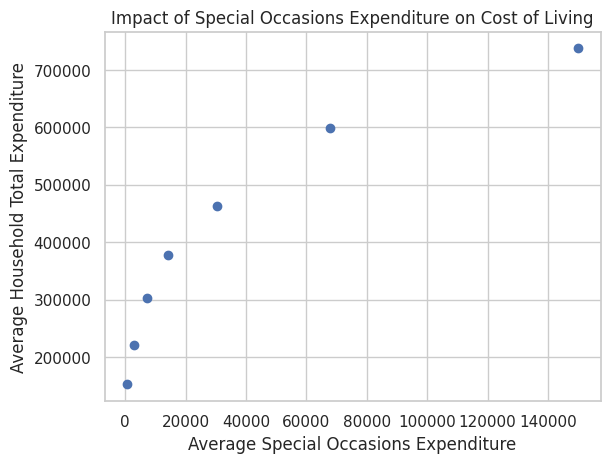 Impact of Special Occasions Expenditure on Cost of Living
Average Household Total Expenditure
700000
600000
500000
400000
300000
200000
0 20000 40000 60000 80000 100000 120000 140000
Average Special Occasions Expenditure